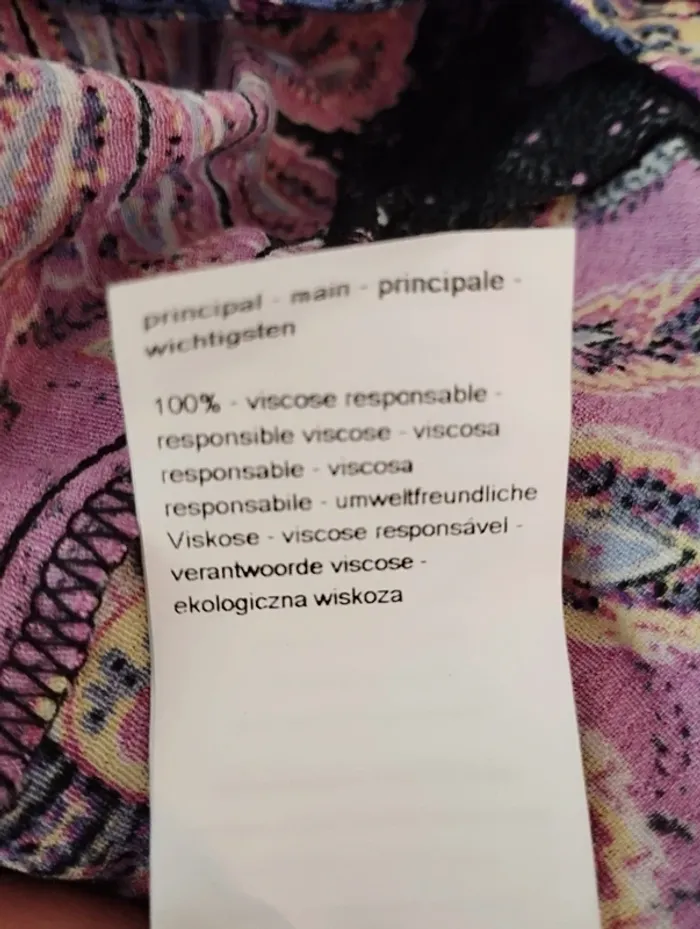 principal - main - principale -
wichtigsten
100% - viscose responsable -
responsible viscose - viscosa
responsable - viscosa
responsabile - umweltfreundliche
Viskose - viscose responsável -
verantwoorde viscose -
ekologiczna wiskoza